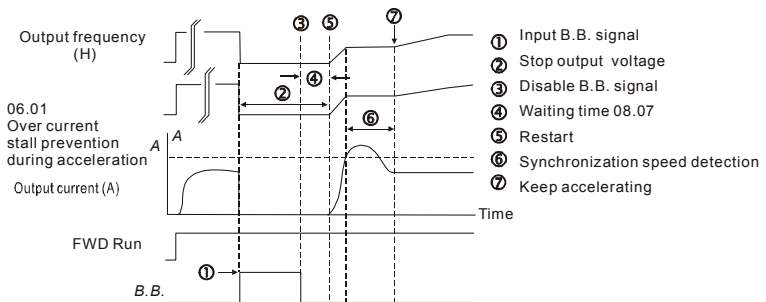 Output frequency
(H)
06.01
Over current
stall prevention
during acceleration
A
A
Output current (A)
FWD Run
B.B.
Time
①
②
③
④
⑤
⑥
⑦
① Input B.B. signal
② Stop output voltage
③ Disable B.B. signal
④ Waiting time 08.07
⑤ Restart
⑥ Synchronization speed detection
⑦ Keep accelerating